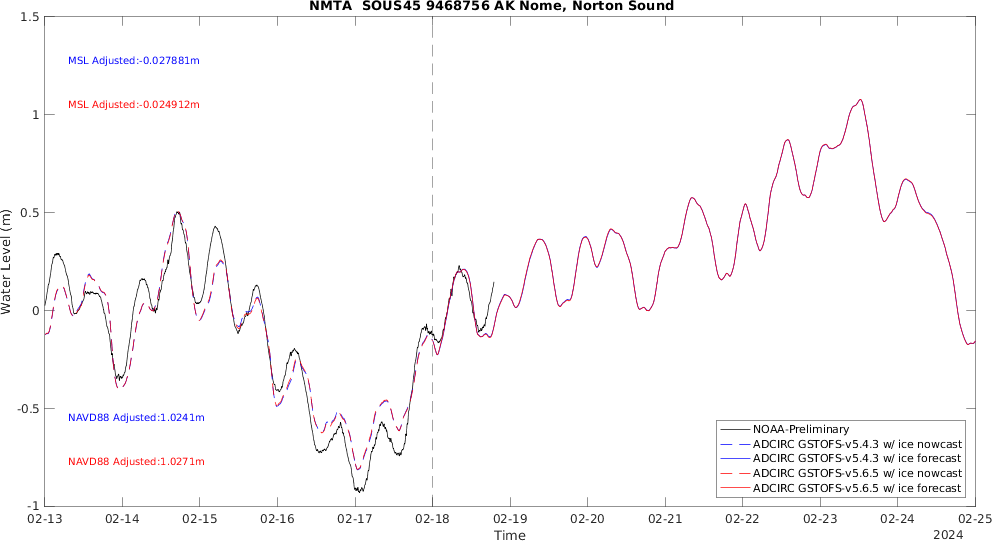 NMTA SOUS45 9468756 AK Nome, Norton Sound
1.5
1
0.5
0
-0.5
-1
Water Level (m)
MSL Adjusted:-0.027881m
MSL Adjusted:-0.024912m
NAVD88 Adjusted:1.0241m
NAVD88 Adjusted:1.0271m
NOAA-Preliminary
ADCIRC GSTOFS-v5.4.3 w/ ice nowcast
ADCIRC GSTOFS-v5.4.3 w/ ice forecast
ADCIRC GSTOFS-v5.6.5 w/ ice nowcast
ADCIRC GSTOFS-v5.6.5 w/ ice forecast
02-13 02-14 02-15 02-16 02-17 02-18 02-19 02-20 02-21 02-22 02-23 02-24 02-25
Time
2024